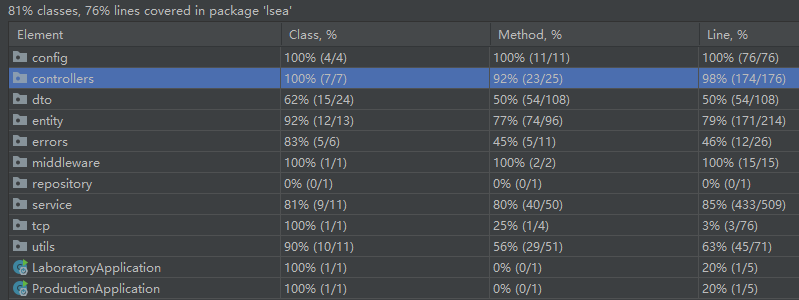 81% classes, 76% lines covered in package 'lsea'
Element Class, % Method, % Line, %
config 100% (4/4) 100% (11/11) 100% (76/76)
controllers 100% (7/7) 92% (23/25) 98% (174/176)
dto 62% (15/24) 50% (54/108) 50% (54/108)
entity 92% (12/13) 77% (74/96) 79% (171/214)
errors 83% (5/6) 45% (5/11) 46% (12/26)
middleware 100% (1/1) 100% (2/2) 100% (15/15)
repository 0% (0/1) 0% (0/1) 0% (0/1)
service 81% (9/11) 80% (40/50) 85% (433/509)
tcp 100% (1/1) 25% (1/4) 3% (3/76)
utils 90% (10/11) 56% (29/51) 63% (45/71)
LaboratoryApplication 100% (1/1) 0% (0/1) 20% (1/5)
ProductionApplication 100% (1/1) 0% (0/1) 20% (1/5)